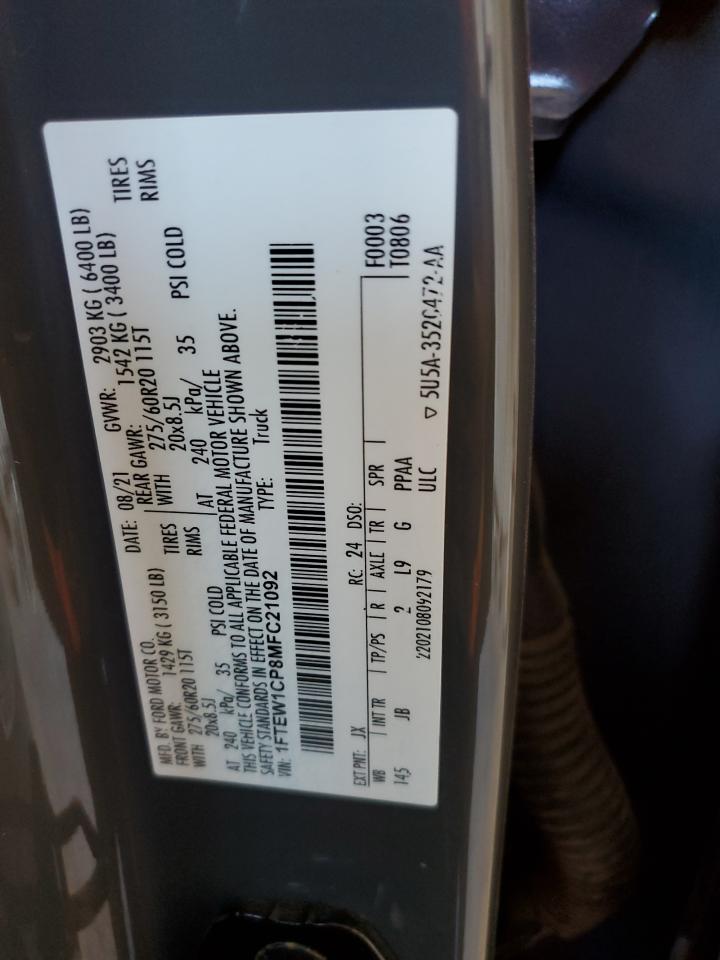 MFD. BY FORD MOTOR CO.
DATE: 08/21 GVWR: 2903 KG ( 6400 LB)
FRONT GAWR: 1429 KG ( 3150 LB) REAR GAWR: 1542 KG ( 3400 LB)
WITH 275/60R20 115T TIRES WITH 275/60R20 115T TIRES
20x8.5J RIMS 20x8.5J RIMS
AT 240 kPa/ 35 PSI COLD AT 240 kPa/ 35 PSI COLD
THIS VEHICLE CONFORMS TO ALL APPLICABLE FEDERAL MOTOR VEHICLE
SAFETY STANDARDS IN EFFECT ON THE DATE OF MANUFACTURE SHOWN ABOVE.
VIN: 1FTEW1CP8MFC21092 TYPE: Truck
EXT PNT: JX RC: 24 DSO: F0003
WB INT TR TP/PS R AXLE TR SPR T0806
145 JB 2 L9 G PPAA
ULC
▽ 5U5A-3520472-AA